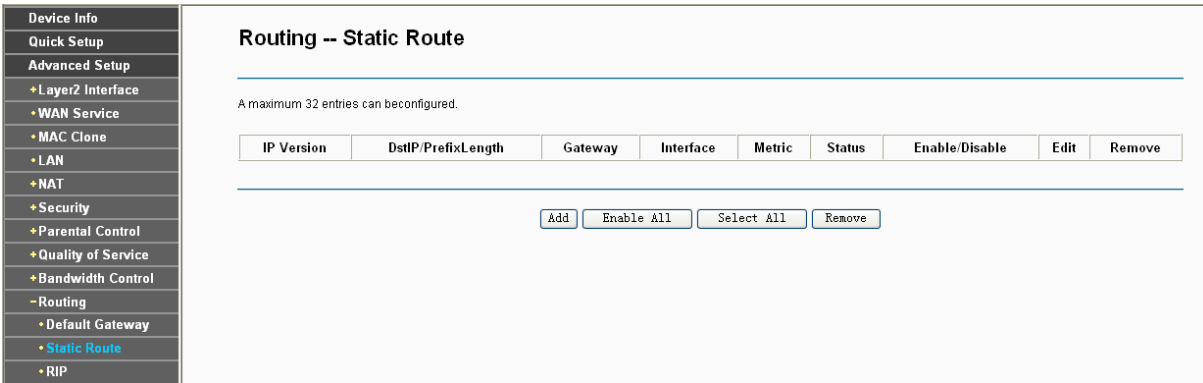 Device Info
Quick Setup
Advanced Setup
+Layer2 Interface
•WAN Service
•MAC Clone
•LAN
+NAT
+Security
+Parental Control
+Quality of Service
+Bandwidth Control
-Routing
•Default Gateway
•Static Route
•RIP
Routing -- Static Route
A maximum 32 entries can beconfigured.
IP Version DstIP/PrefixLength Gateway Interface Metric Status Enable/Disable Edit Remove
Add Enable All Select All Remove